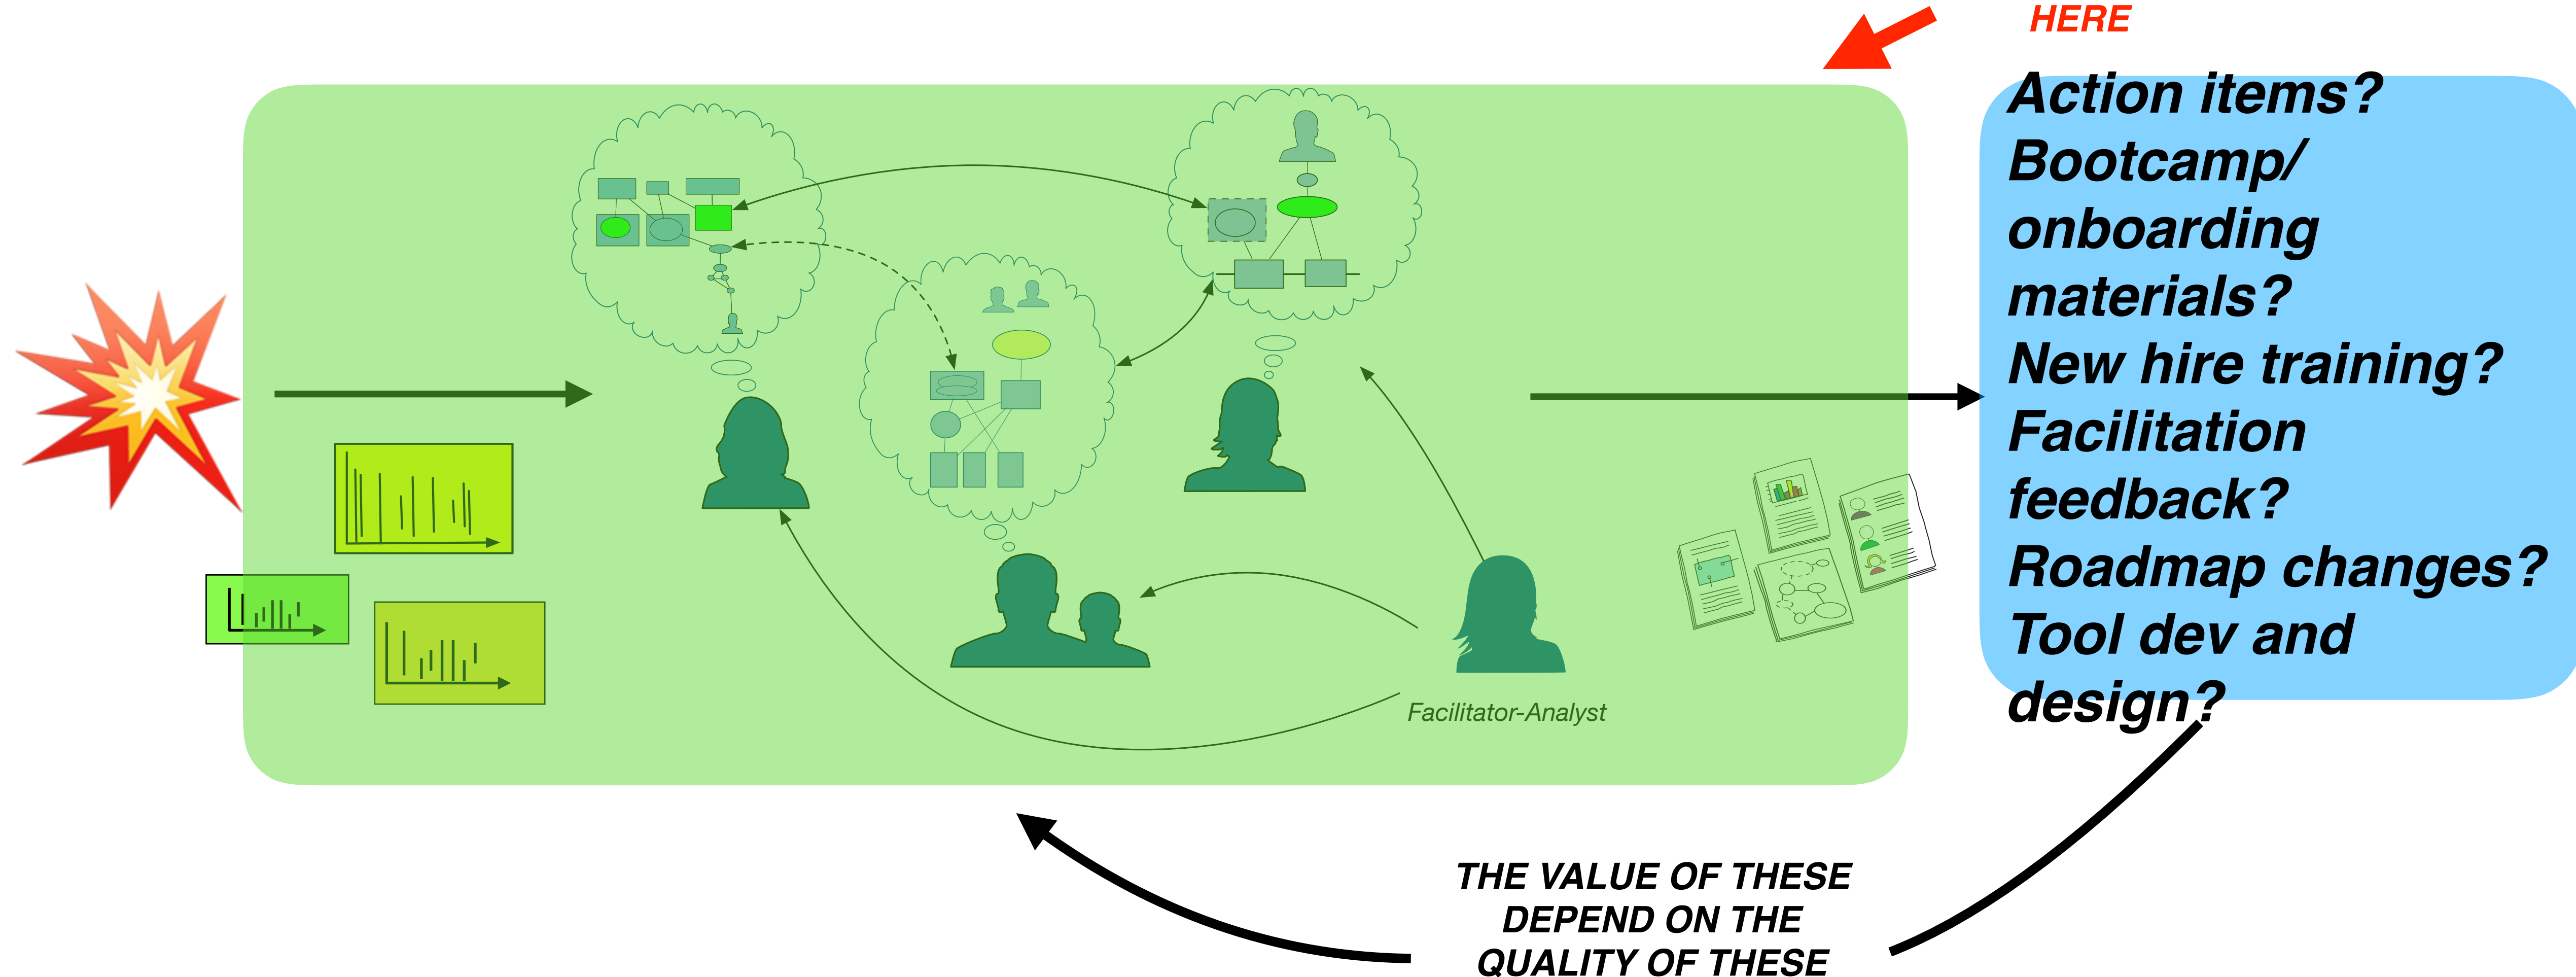 HERE
Action items?
Bootcamp/
onboarding
materials?
New hire training?
Facilitation
feedback?
Roadmap changes?
Tool dev and
design?
Facilitator-Analyst
THE VALUE OF THESE
DEPEND ON THE
QUALITY OF THESE